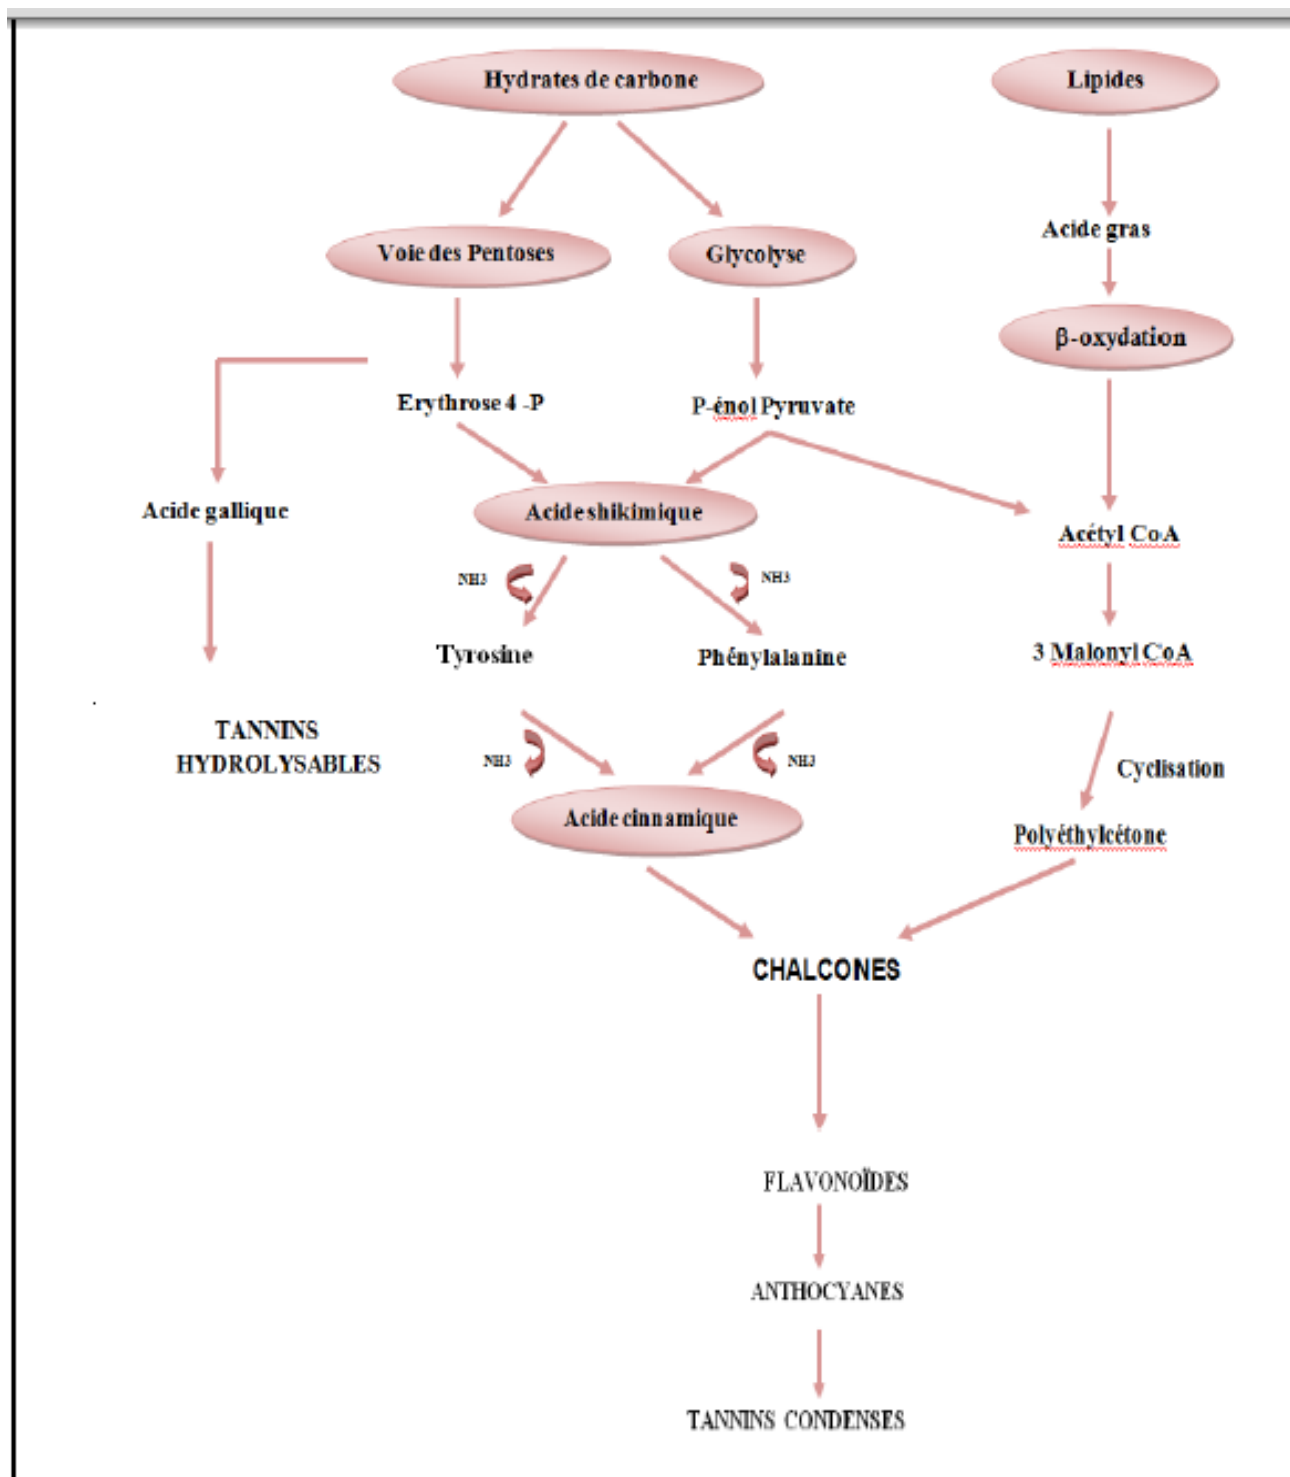 Hydrates de carbone
Lipides
Acide gras
Voie des Pentoses
Glycolyse
β-oxydation
Erythrose 4 -P
P-énol Pyruvate
Acide gallique
Acide shikimique
Acétyl CoA
NH3
NH3
Tyrosine
Phénylalanine
3 Malonyl CoA
TANNINS
HYDROLYSABLES
NH3
NH3
Cyclisation
Acide cinnamique
Polyéthylcétone
CHALCONES
FLAVONOÏDES
ANTHOCYANES
TANNINS CONDENSES